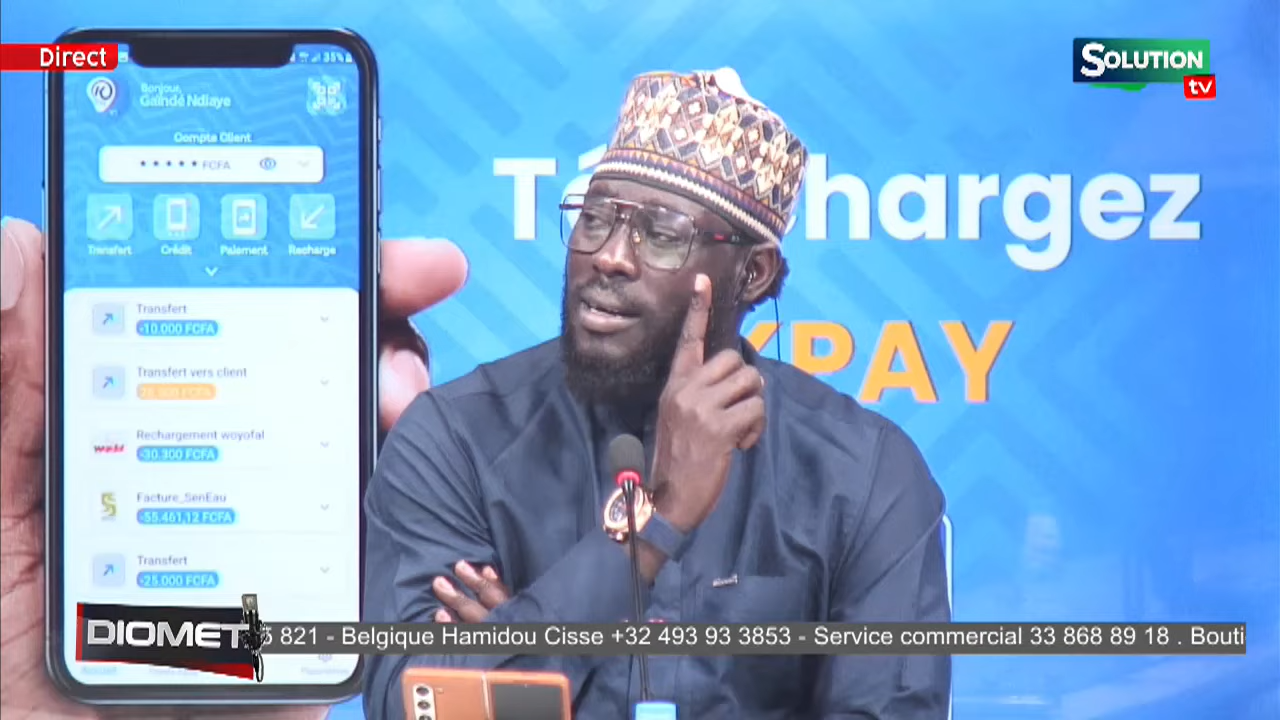 Direct
SOLUTION
tv
35%
Bonjour,
Gaïndé Ndiaye
Compte Client
* * * * * FCFA
Transfert
Crédit
Paiement
Recharge
Transfert
-10.000 FCFA
Transfert vers client
Rechargement woyofal
-30.300 FCFA
Facture_SenEau
-55.461,12 FCFA
Transfert
-25.000 FCFA
hargez
PAY
DIOMET
821 - Belgique Hamidou Cisse +32 493 93 3853 - Service commercial 33 868 89 18 . Bouti